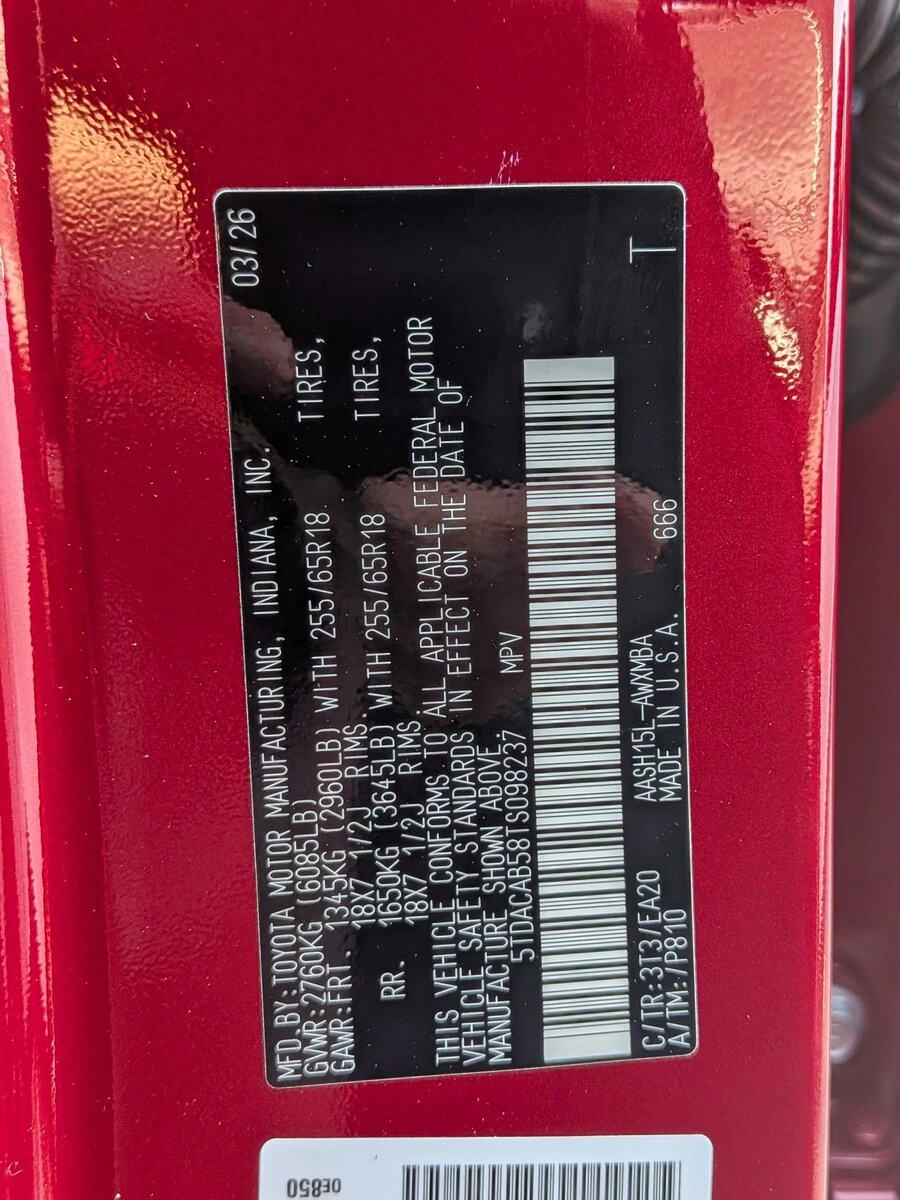 MFD.BY:TOYOTA MOTOR MANUFACTURING, INDIANA, INC. 03/26
GVWR:2760KG (6085LB)
GAWR:FRT. 1345KG (2960LB) WITH 255/65R18 TIRES,
18X7 1/2J RIMS.
RR. 1650KG (3645LB) WITH 255/65R18 TIRES,
18X7 1/2J RIMS
THIS VEHICLE CONFORMS TO ALL APPLICABLE FEDERAL MOTOR
VEHICLE SAFETY STANDARDS IN EFFECT ON THE DATE OF
MANUFACTURE SHOWN ABOVE.
5TDACAB58TS098237 MPV
C/TR:3T3/EA20 AASH15L-AWXMBA T
A/TM:/P810 MADE IN U.S.A. 666
0E850